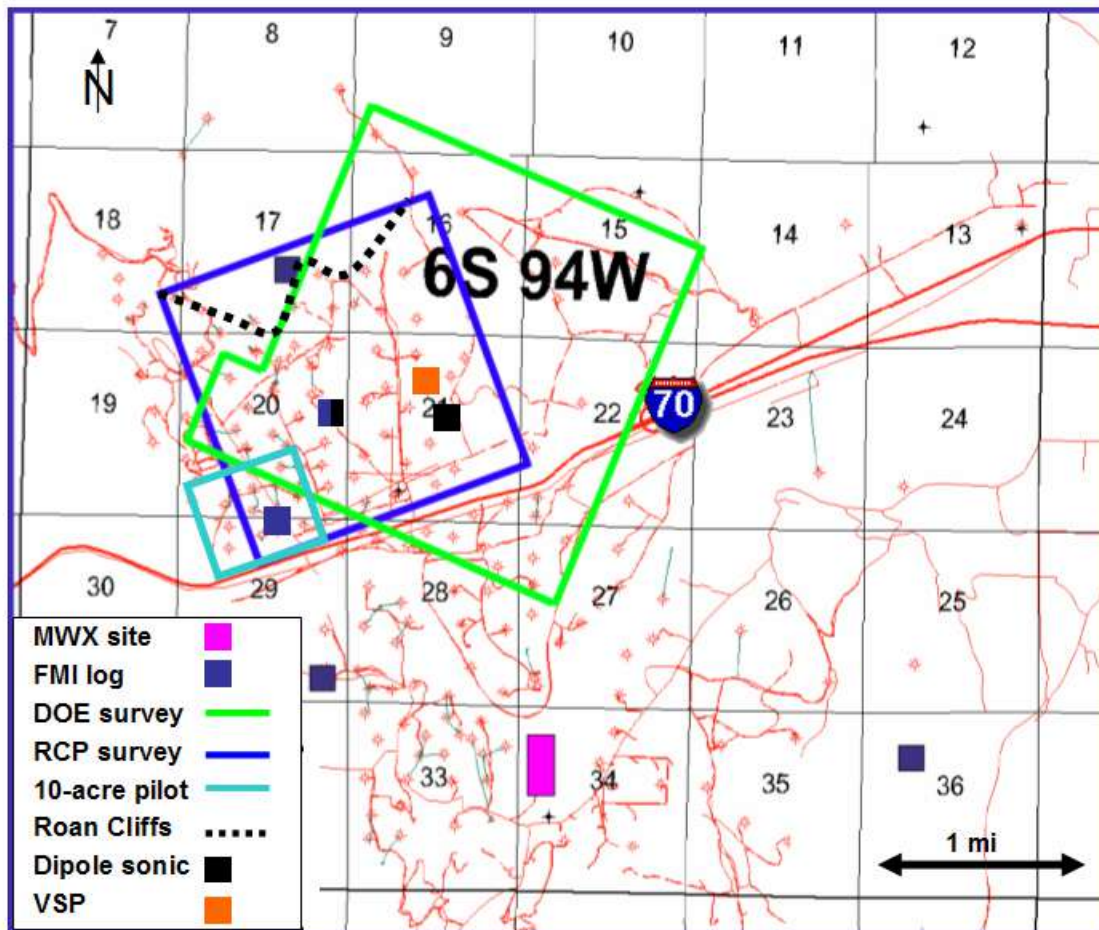 7 8 9 10 11 12
N
18 17 16 15 14 13
6S 94W
19 20 21 22 70 23 24
30 29 28 27 26 25
MWX site
FMI log
DOE survey
RCP survey
10-acre pilot
Roan Cliffs
Dipole sonic
VSP
33 34 35 36
1 mi